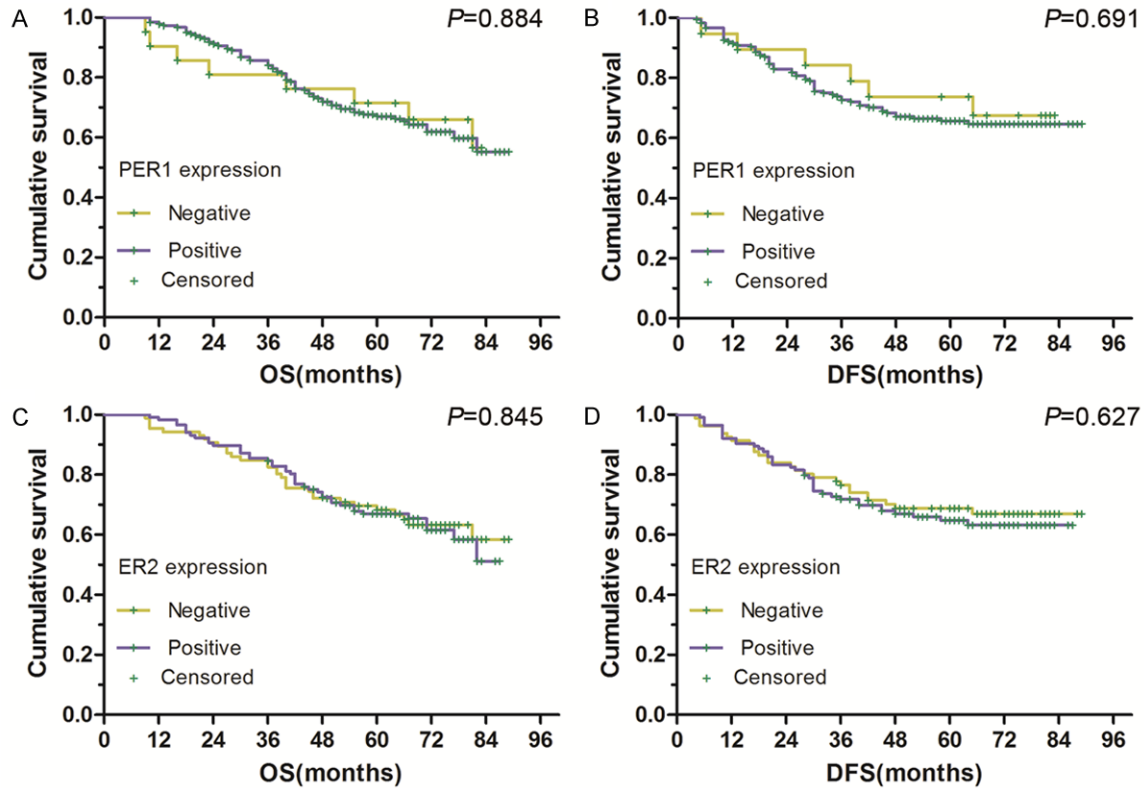 A
P=0.884
Cumulative survival
1.0
0.8
0.6
0.4
0.2
0.0
PER1 expression
Negative
Positive
Censored
0 12 24 36 48 60 72 84 96
OS(months)
B
P=0.691
Cumulative survival
1.0
0.8
0.6
0.4
0.2
0.0
PER1 expression
Negative
Positive
Censored
0 12 24 36 48 60 72 84 96
DFS(months)
C
P=0.845
Cumulative survival
1.0
0.8
0.6
0.4
0.2
0.0
ER2 expression
Negative
Positive
Censored
0 12 24 36 48 60 72 84 96
OS(months)
D
P=0.627
Cumulative survival
1.0
0.8
0.6
0.4
0.2
0.0
ER2 expression
Negative
Positive
Censored
0 12 24 36 48 60 72 84 96
DFS(months)